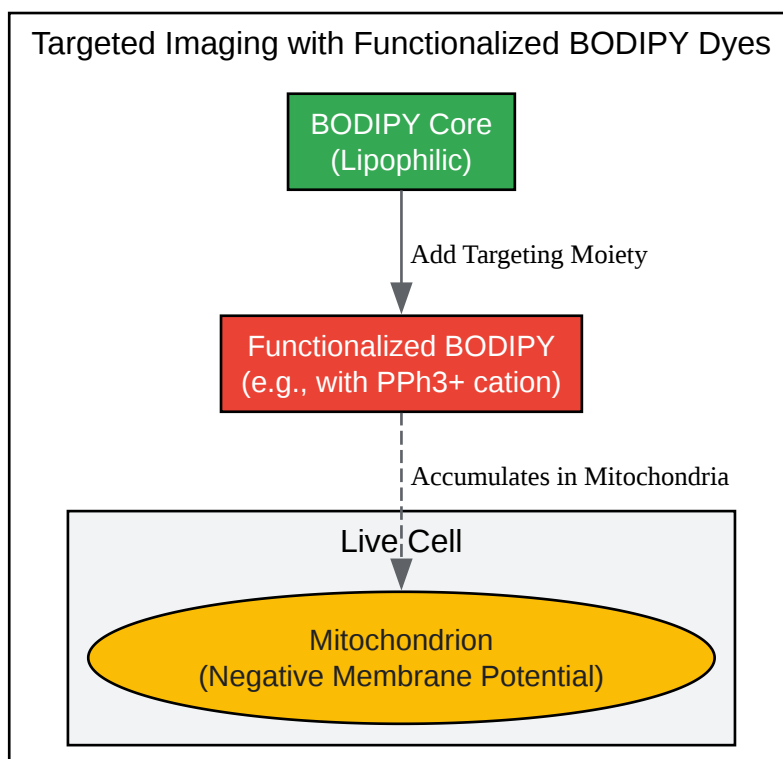 Targeted Imaging with Functionalized BODIPY Dyes
BODIPY Core
(Lipophilic)
Add Targeting Moiety
Functionalized BODIPY
(e.g., with PPh3+ cation)
Accumulates in Mitochondria
Live Cell
Mitochondrion
(Negative Membrane Potential)